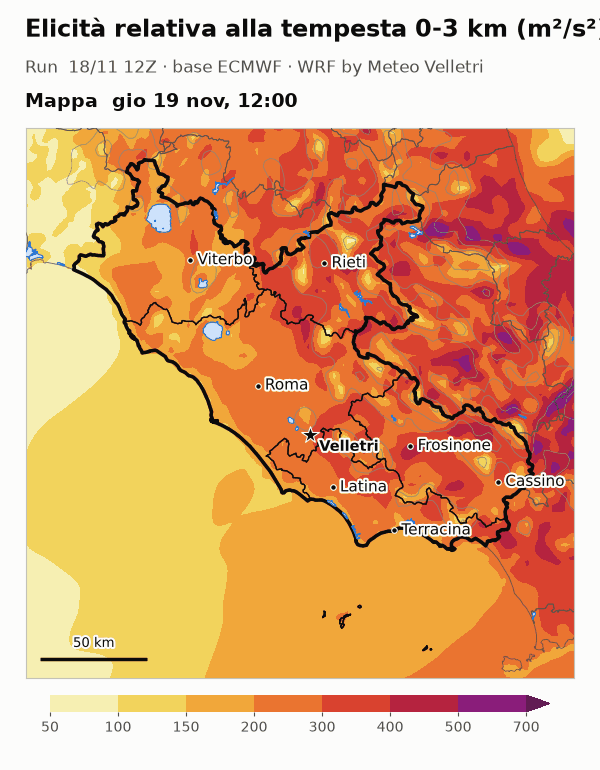 Elicità relativa alla tempesta 0-3 km (m²/s²)
Run 18/11 12Z · base ECMWF · WRF by Meteo Velletri
Mappa gio 19 nov, 12:00
Viterbo
Rieti
Roma
Velletri
Frosinone
Latina
Cassino
Terracina
50 km
50 100 150 200 300 400 500 700